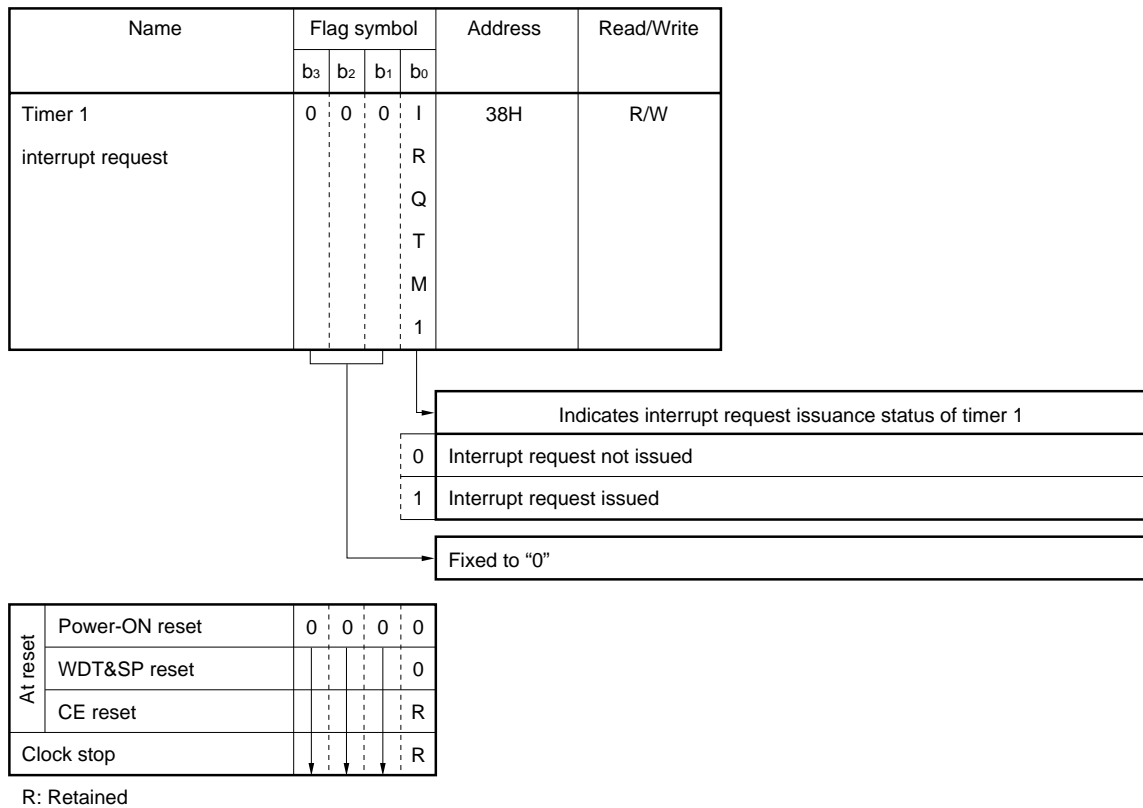 Name Flag symbol Address Read/Write
b3 b2 b1 b0
Timer 1 0 0 0 I 38H R/W
interrupt request R
Q
T
M
1
Indicates interrupt request issuance status of timer 1
0 Interrupt request not issued
1 Interrupt request issued
Fixed to “0”
At reset
Power-ON reset 0 0 0 0
WDT&SP reset 0
CE reset R
Clock stop R
R: Retained